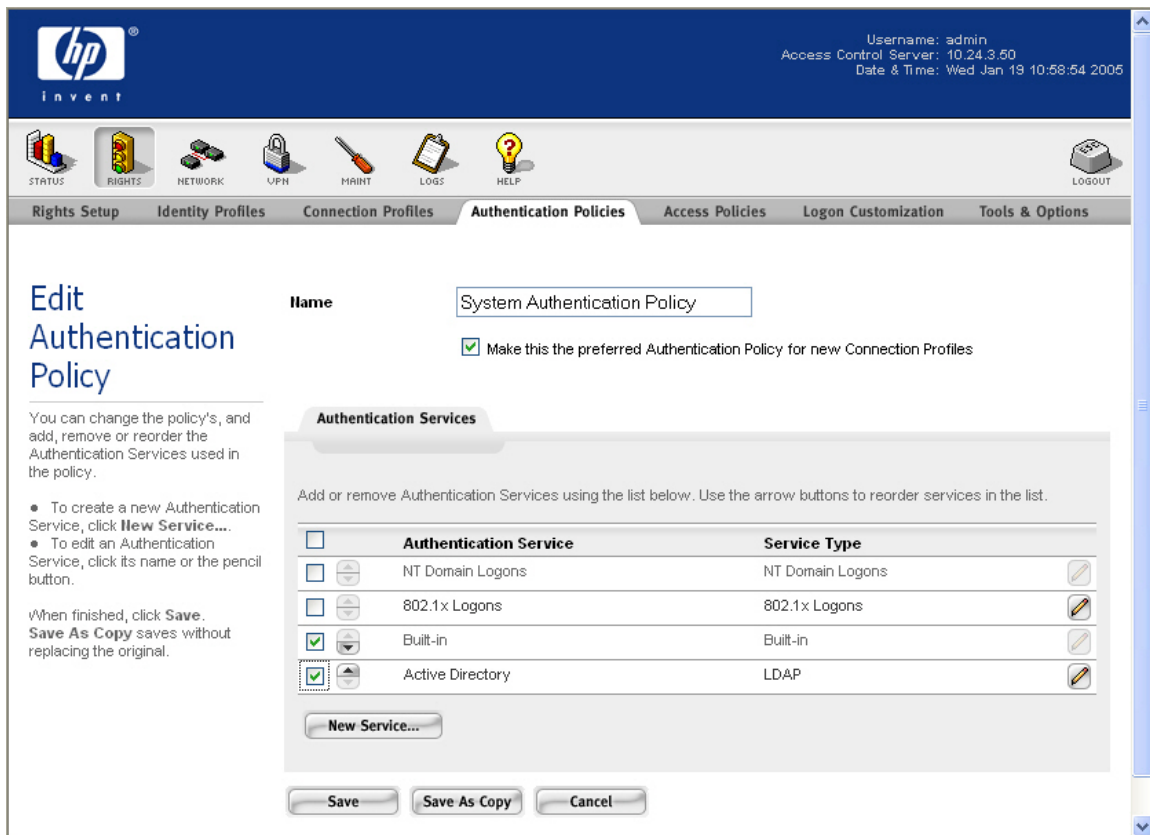 hp
®
invent
Username: admin
Access Control Server: 10.24.3.50
Date & Time: Wed Jan 19 10:58:54 2005
STATUS RIGHTS NETWORK VPN MAINT LOGS HELP LOGOUT
Rights Setup Identity Profiles Connection Profiles Authentication Policies Access Policies Logon Customization Tools & Options
Edit
Authentication
Policy
You can change the policy's, and
add, remove or reorder the
Authentication Services used in
the policy.
● To create a new Authentication
Service, click New Service....
● To edit an Authentication
Service, click its name or the pencil
button.
When finished, click Save.
Save As Copy saves without
replacing the original.
Name System Authentication Policy
Make this the preferred Authentication Policy for new Connection Profiles
Authentication Services
Add or remove Authentication Services using the list below. Use the arrow buttons to reorder services in the list.
Authentication Service Service Type
NT Domain Logons NT Domain Logons
802.1x Logons 802.1x Logons
Built-in Built-in
Active Directory LDAP
New Service...
Save Save As Copy Cancel